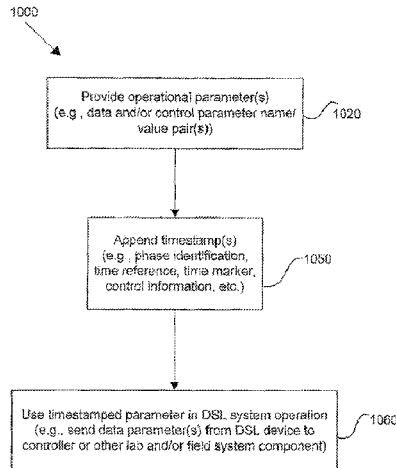 1000
Provide operational parameter(s)
(e.g., data and/or control parameter name/
value pair(s))
1020
Append timestamp(s)
(e.g., phase identification,
time reference, time marker,
control information, etc.)
1050
Use timestamped parameter in DSL system operation
(e.g., send data parameter(s) from DSL device to
controller or other lab and/or field system component)
1060